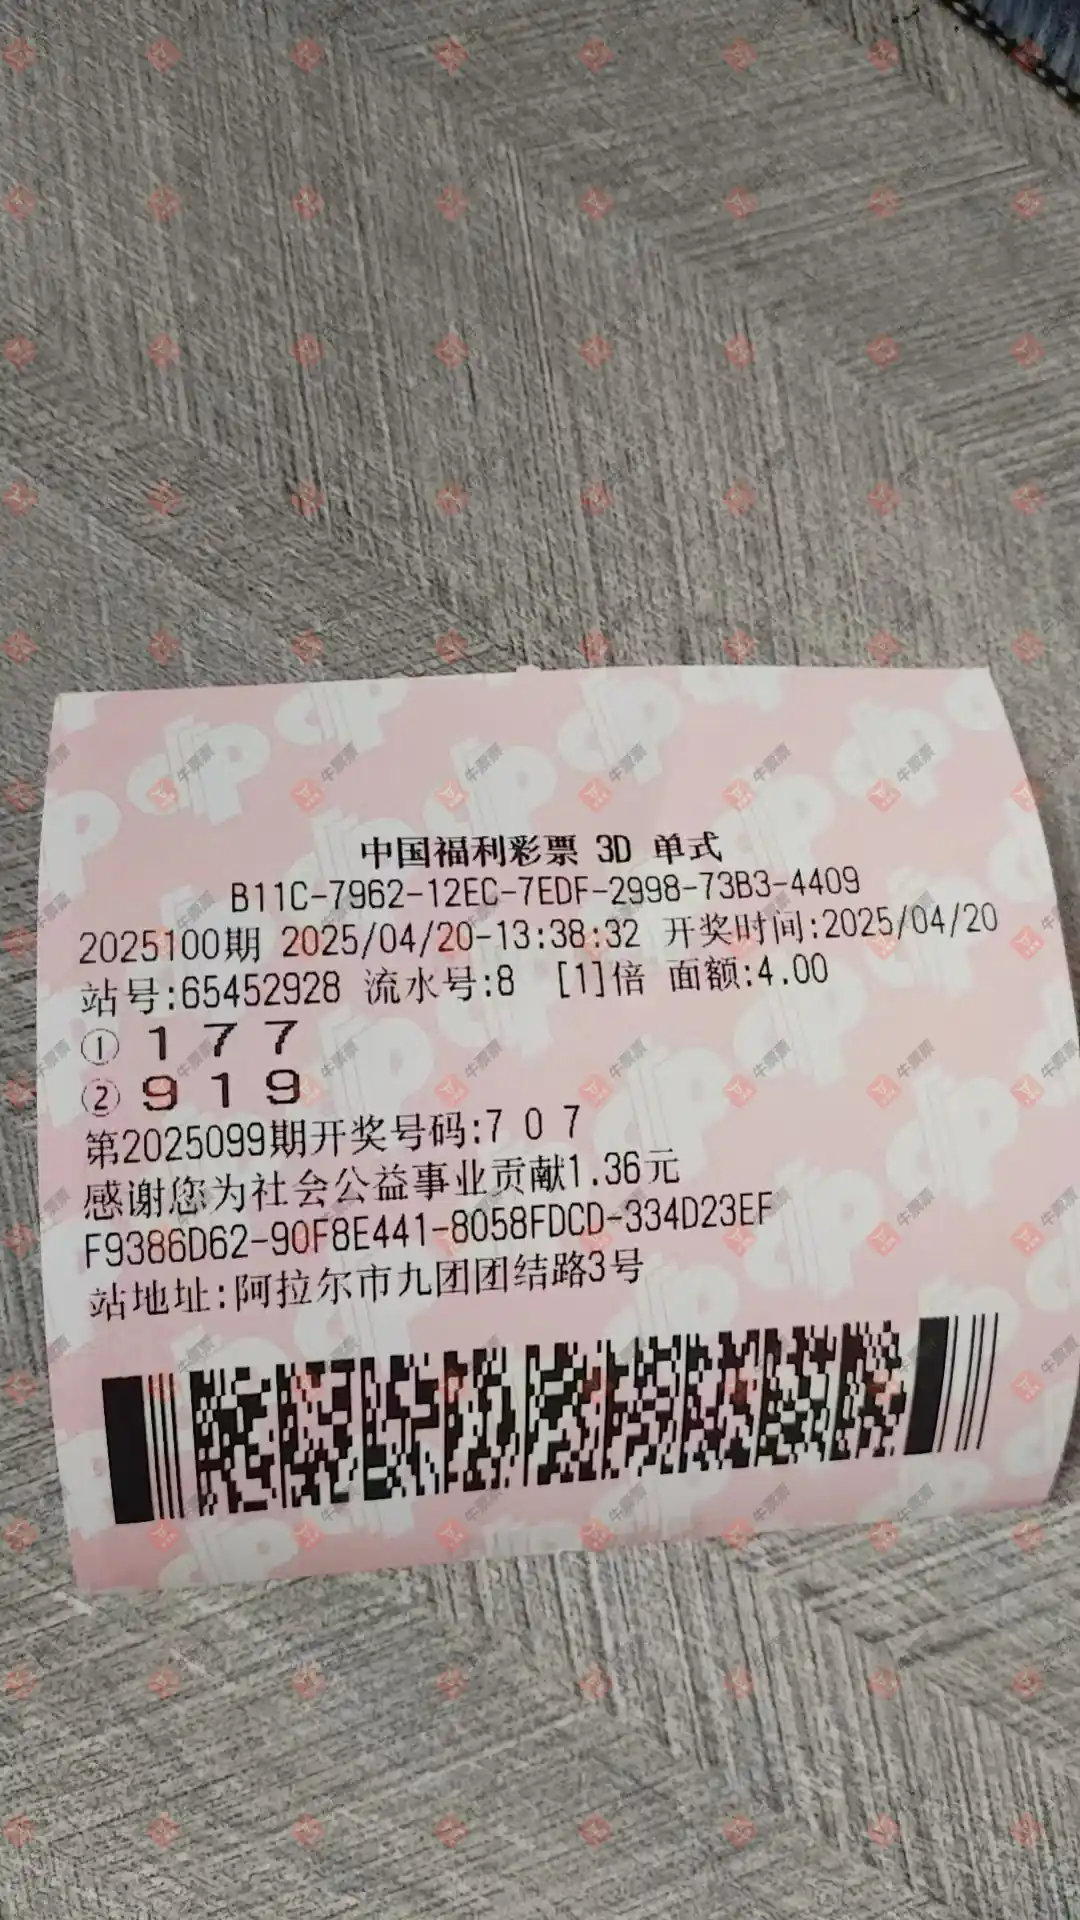 中国福利彩票 3D 单式
B11C-7962-12EC-7EDF-2998-73B3-4409
2025100期 2025/04/20-13:38:32 开奖时间:2025/04/20
站号:65452928 流水号:8 [1]倍 面额:4.00
① 1 7 7
② 9 1 9
第2025099期开奖号码:7 0 7
感谢您为社会公益事业贡献1.36元
F9386D62-90F8E441-8058FDCD-334D23EF
站地址:阿拉尔市九团团结路3号
牛票票